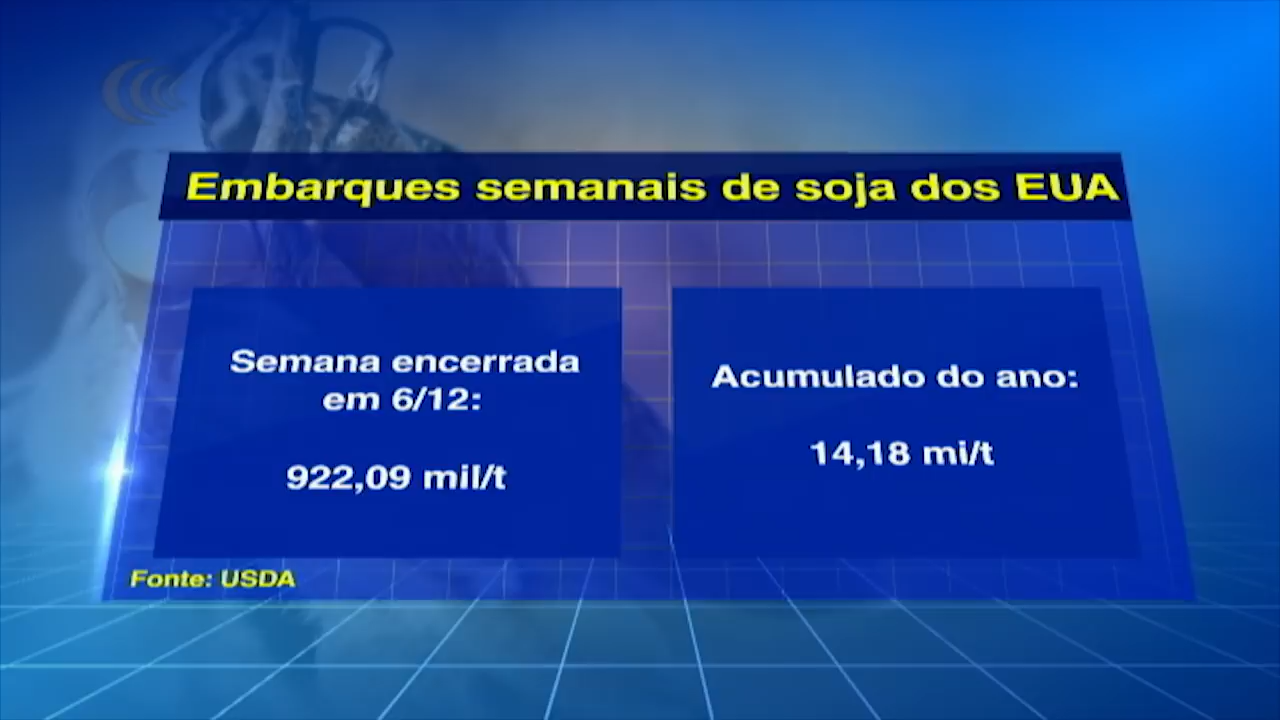 Embarques semanais de soja dos EUA
Semana encerrada
em 6/12:
922,09 mil/t
Acumulado do ano:
14,18 mi/t
Fonte: USDA